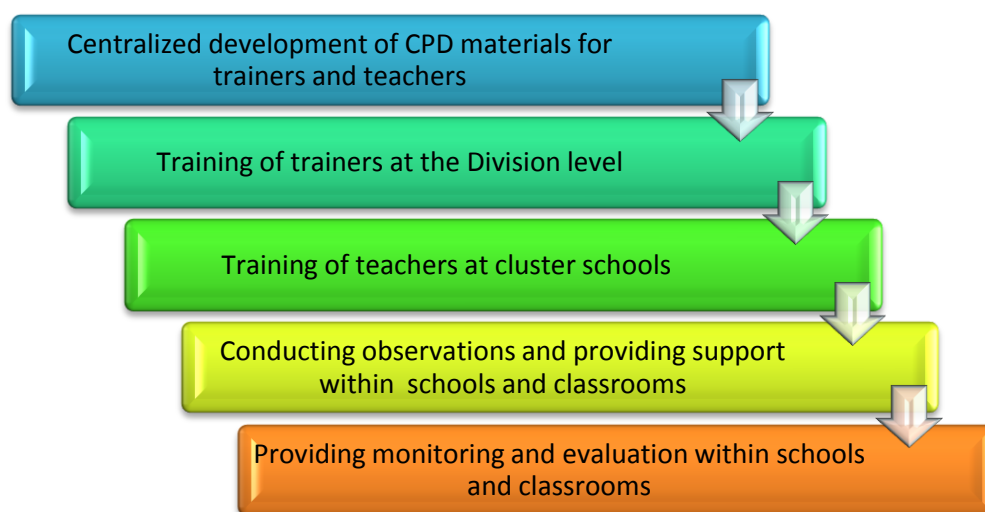 Centralized development of CPD materials for
trainers and teachers
Training of trainers at the Division level
Training of teachers at cluster schools
Conducting observations and providing support
within schools and classrooms
Providing monitoring and evaluation within schools
and classrooms